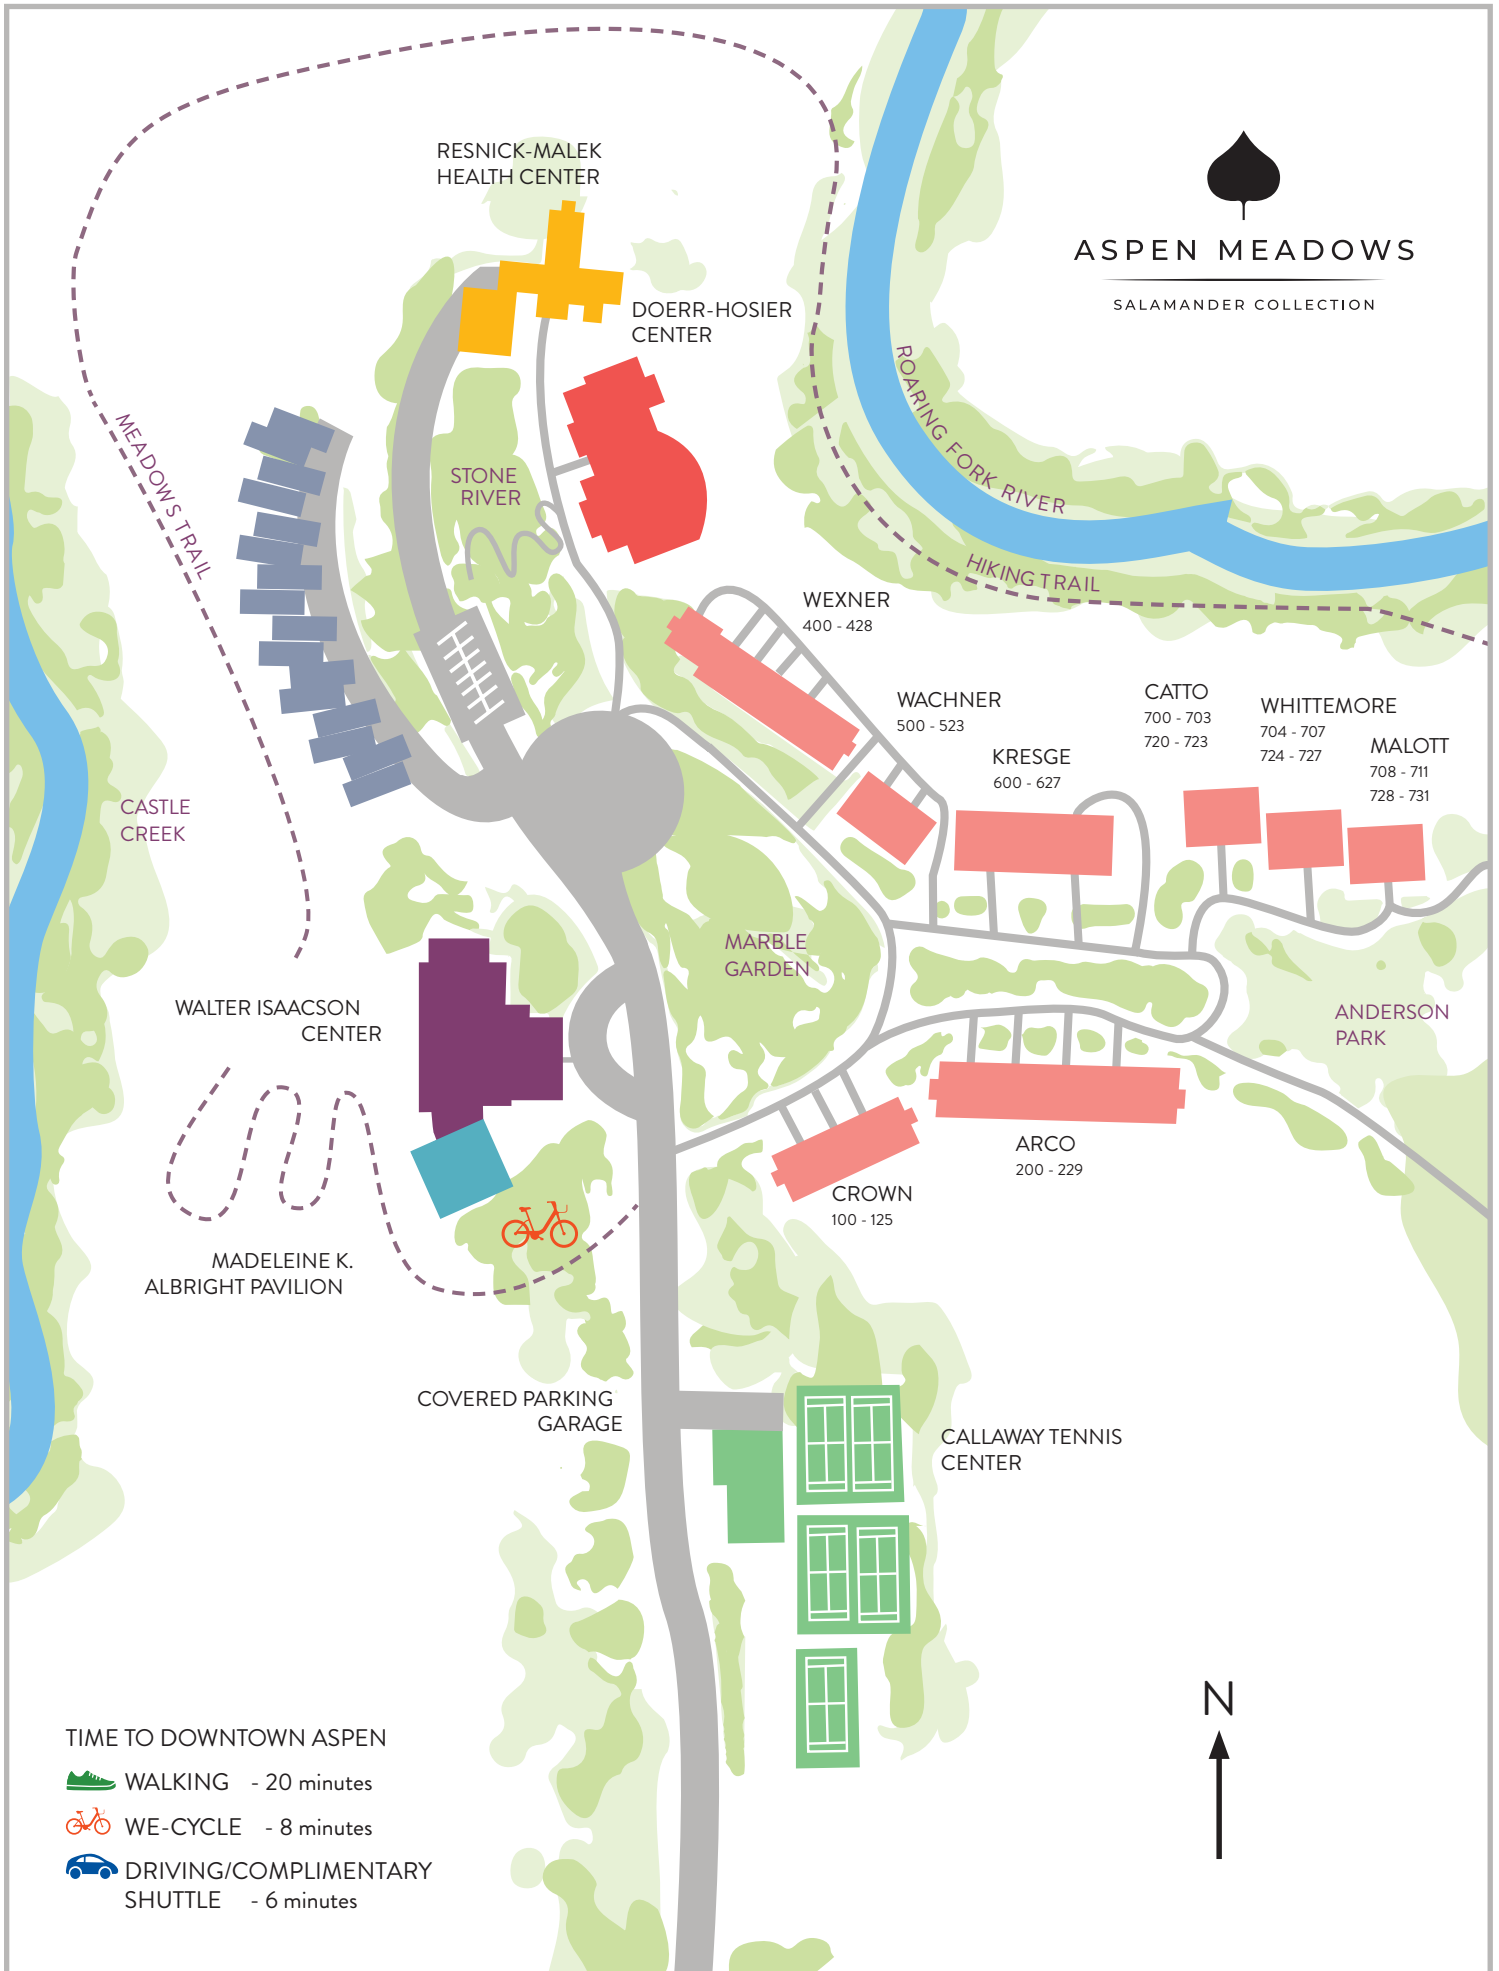 RESNICK-MALEK
HEALTH CENTER
ASPEN MEADOWS
SALAMANDER COLLECTION
DOERR-HOSIER
CENTER
ROARING FORK RIVER
MEADOWS TRAIL
STONE
RIVER
HIKING TRAIL
WEXNER
400 - 428
WACHNER
500 - 523
KRESGE
600 - 627
CATTO
700 - 703
720 - 723
WHITTEMORE
704 - 707
724 - 727
MALOTT
708 - 711
728 - 731
CASTLE
CREEK
MARBLE
GARDEN
WALTER ISAACSON
CENTER
ANDERSON
PARK
ARCO
200 - 229
CROWN
100 - 125
MADELEINE K.
ALBRIGHT PAVILION
COVERED PARKING
GARAGE
CALLAWAY TENNIS
CENTER
N
TIME TO DOWNTOWN ASPEN
WALKING - 20 minutes
WE-CYCLE - 8 minutes
DRIVING/COMPLIMENTARY
SHUTTLE - 6 minutes